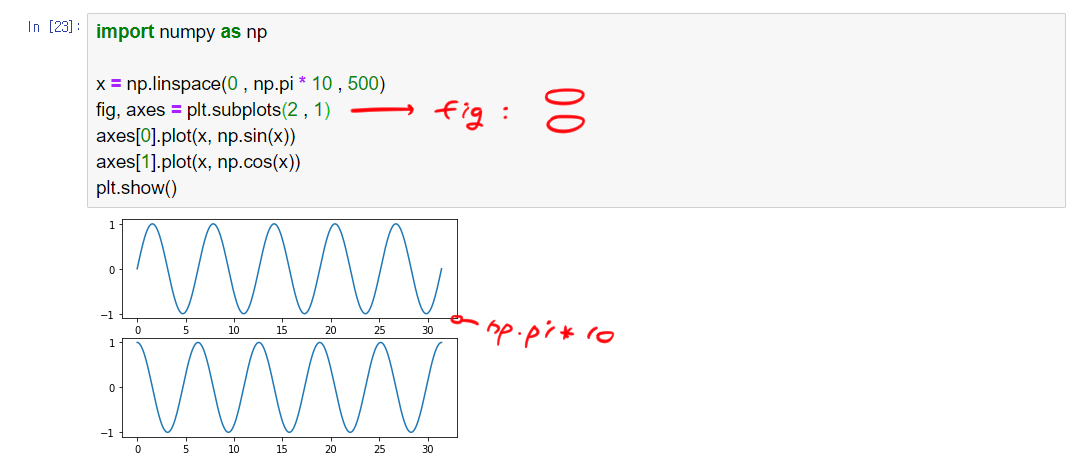 In [23]:
import numpy as np
x = np.linspace(0 , np.pi * 10 , 500)
fig, axes = plt.subplots(2 , 1)
fig :
axes[0].plot(x, np.sin(x))
axes[1].plot(x, np.cos(x))
plt.show()
1
0
−1
0 5 10 15 20 25 30
np.pi * 10
1
0
−1
0 5 10 15 20 25 30